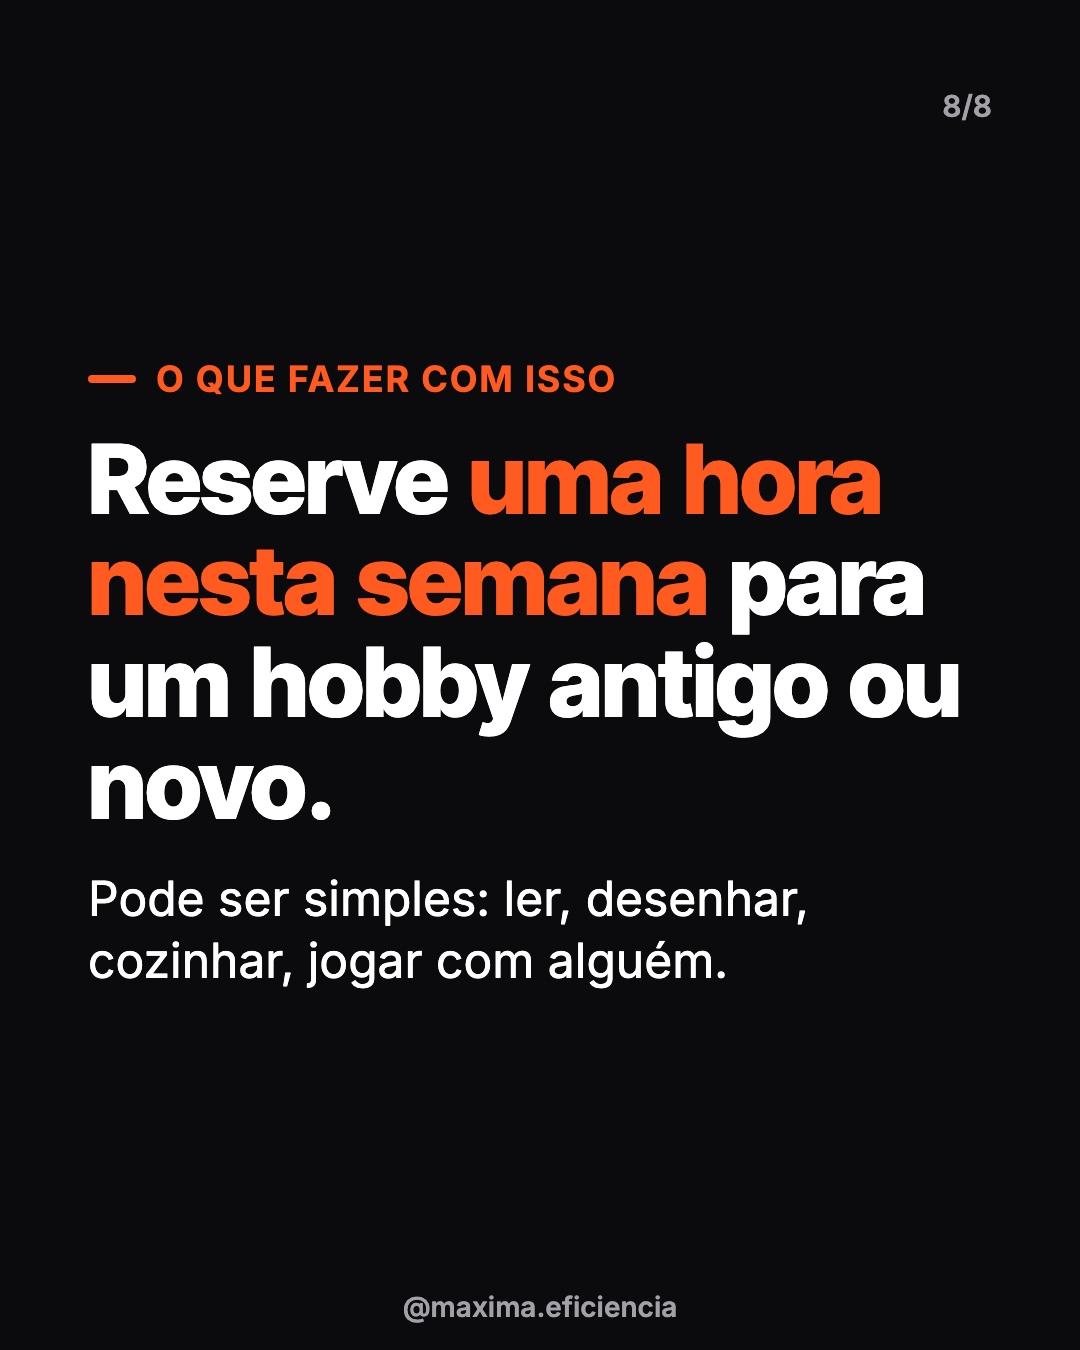 8/8
O QUE FAZER COM ISSO
Reserve uma hora
nesta semana para
um hobby antigo ou
novo.
Pode ser simples: ler, desenhar,
cozinhar, jogar com alguém.
@maxima.eficiencia